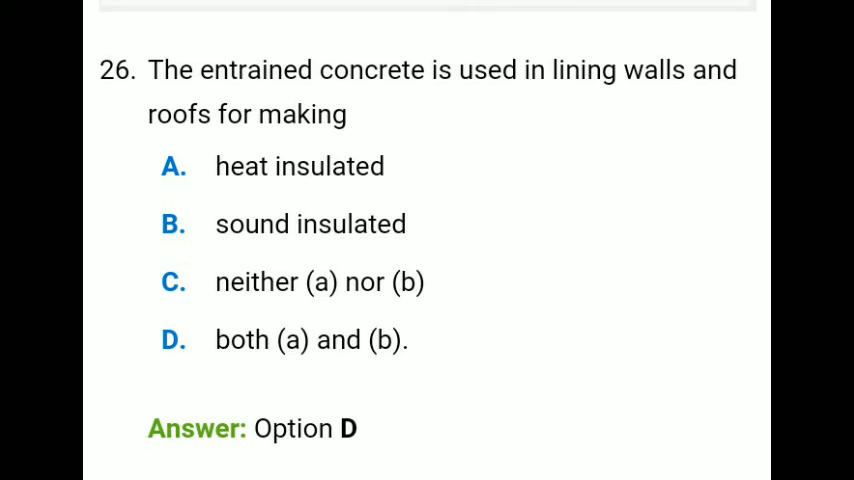 26. The entrained concrete is used in lining walls and
roofs for making
A. heat insulated
B. sound insulated
C. neither (a) nor (b)
D. both (a) and (b).
Answer: Option D